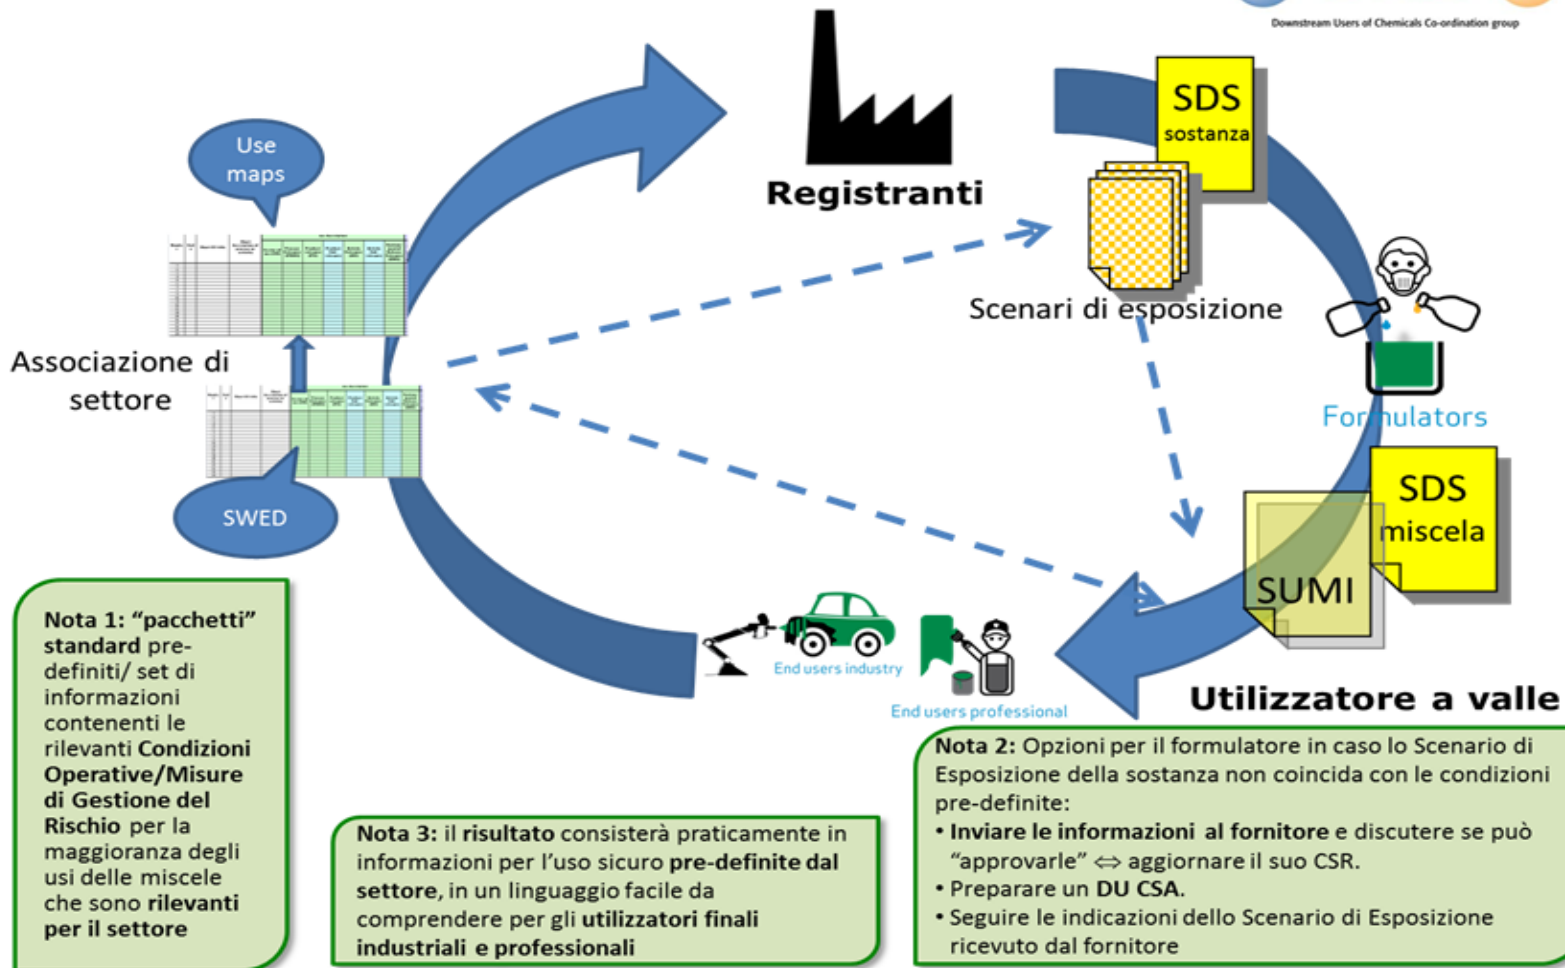 Downstream Users of Chemicals Co-ordination group
SDS
sostanza
Use
maps
Registranti
Scenari di esposizione
Associazione di
settore
Formulators
SWED
SDS
miscela
SUMI
End users industry
End users professional
Utilizzatore a valle
Nota 1: “pacchetti”
standard pre-
definiti/ set di
informazioni
contenenti le
rilevanti Condizioni
Operative/Misure
di Gestione del
Rischio per la
maggioranza degli
usi delle miscele
che sono rilevanti
per il settore
Nota 3: il risultato consisterà praticamente in
informazioni per l’uso sicuro pre-definite dal
settore, in un linguaggio facile da
comprendere per gli utilizzatori finali
industriali e professionali
Nota 2: Opzioni per il formulatore in caso lo Scenario di
Esposizione della sostanza non coincida con le condizioni
pre-definite:
• Inviare le informazioni al fornitore e discutere se può
“approvarle” ⇔ aggiornare il suo CSR.
• Preparare un DU CSA.
• Seguire le indicazioni dello Scenario di Esposizione
ricevuto dal fornitore